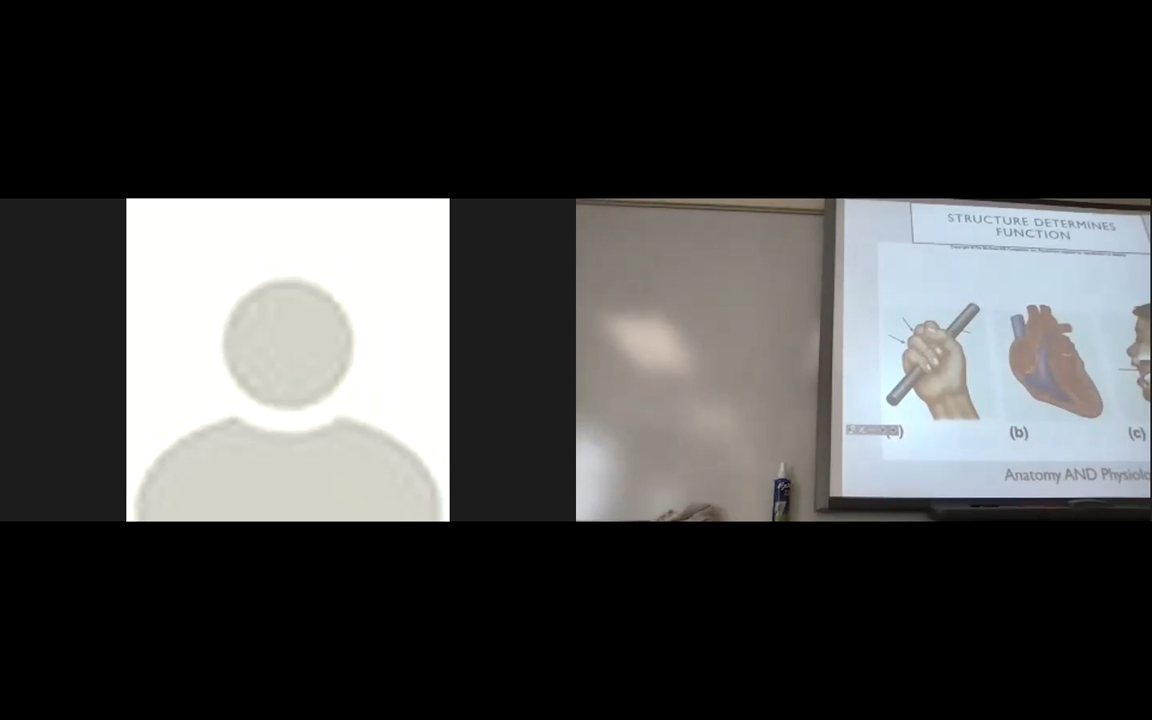 STRUCTURE DETERMINES
FUNCTION
(b)
(c)
Anatomy AND Physiolo